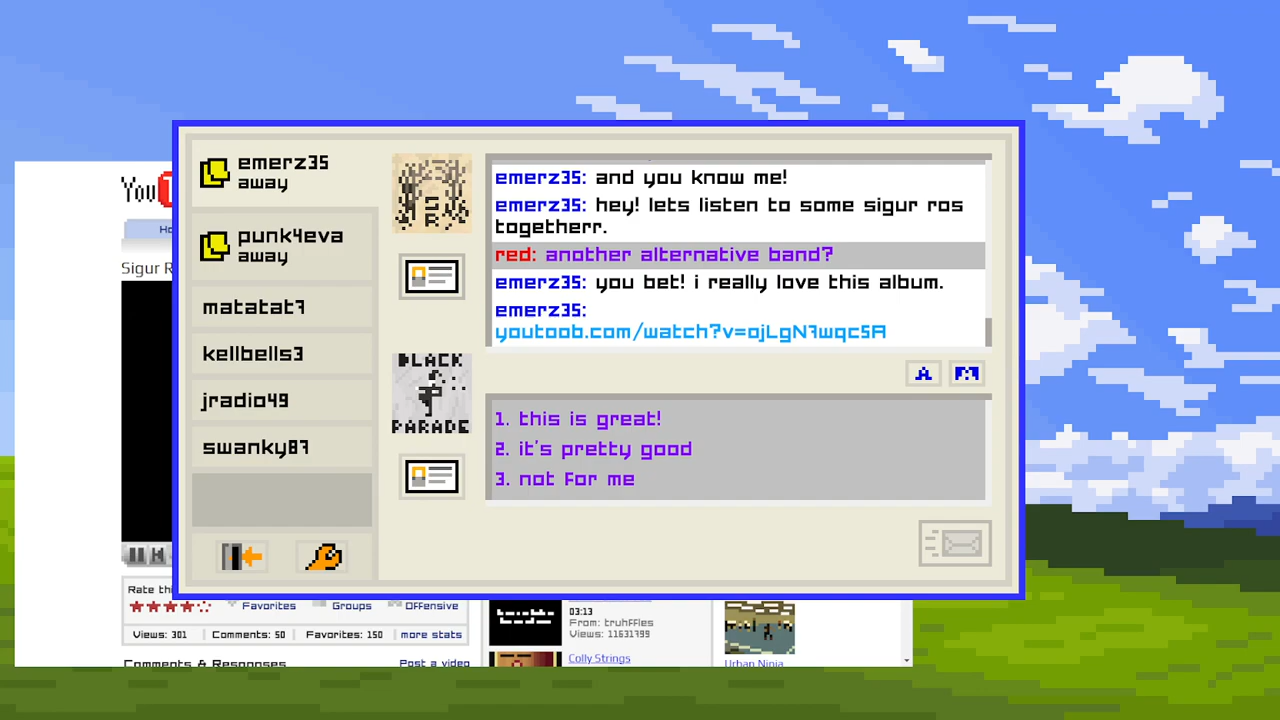 emerz35
away
punk4eva
away
matatat7
kellbells3
jradio49
swanky87
BLACK
PARADE
emerz35: and you know me!
emerz35: hey! lets listen to some sigur ros
togetherr.
red: another alternative band?
emerz35: you bet! i really love this album.
emerz35:
youtoob.com/watch?v=ojLgN7wqc5A
A
1. this is great!
2. it's pretty good
3. not for me
You
Ho
Sigur R
Rate thi
Favorites
Groups
Offensive
Views: 301
Comments: 50
Favorites: 150
more stats
Comments & Responses
Post a video
03:13
From: truhffles
Views: 11631799
Colly Strings
Urban Ninja